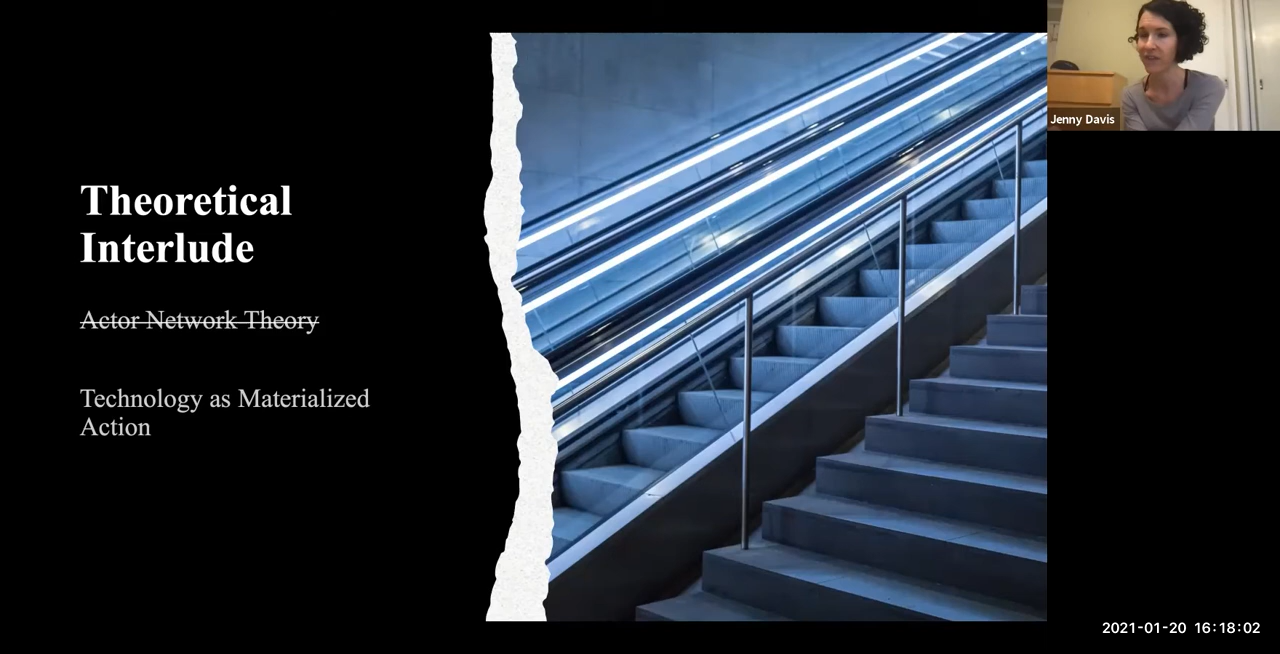 Theoretical
Interlude
Actor Network Theory
Technology as Materialized
Action
Jenny Davis
2021-01-20 16:18:02